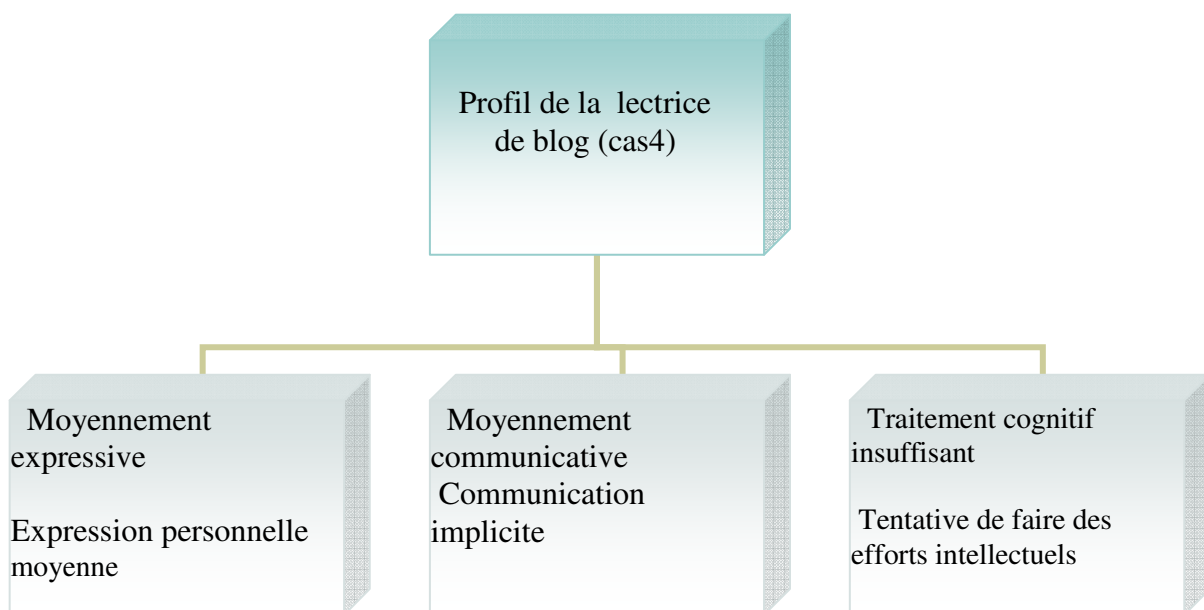 Profil de la lectrice
de blog (cas4)
Moyennement
expressive
Expression personnelle
moyenne
Moyennement
communicative
Communication
implicite
Traitement cognitif
insuffisant
Tentative de faire des
efforts intellectuels